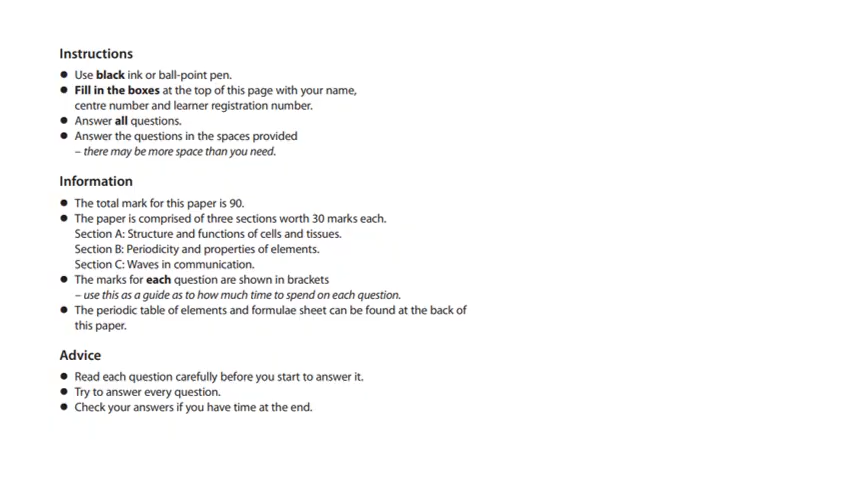 Instructions
● Use black ink or ball-point pen.
● Fill in the boxes at the top of this page with your name,
centre number and learner registration number.
● Answer all questions.
● Answer the questions in the spaces provided
– there may be more space than you need.
Information
● The total mark for this paper is 90.
● The paper is comprised of three sections worth 30 marks each.
Section A: Structure and functions of cells and tissues.
Section B: Periodicity and properties of elements.
Section C: Waves in communication.
● The marks for each question are shown in brackets
– use this as a guide as to how much time to spend on each question.
● The periodic table of elements and formulae sheet can be found at the back of
this paper.
Advice
● Read each question carefully before you start to answer it.
● Try to answer every question.
● Check your answers if you have time at the end.